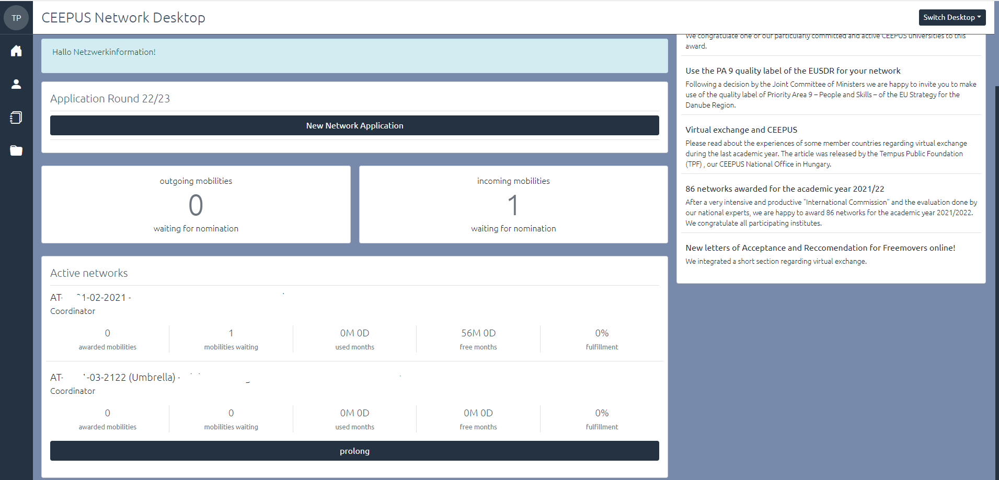 TP
CEEPUS Network Desktop
Switch Desktop
Hallo Netzwerkinformation!
Application Round 22/23
New Network Application
outgoing mobilities
0
waiting for nomination
incoming mobilities
1
waiting for nomination
Active networks
AT- 1-02-2021 -
Coordinator
0
awarded mobilities
1
mobilities waiting
0M 0D
used months
56M 0D
free months
0%
fulfillment
AT- -03-2122 (Umbrella) -
Coordinator
0
awarded mobilities
0
mobilities waiting
0M 0D
used months
0M 0D
free months
0%
fulfillment
prolong
We congratulate one of our particularly committed and active CEEPUS universities to this
award.
Use the PA 9 quality label of the EUSDR for your network
Following a decision by the Joint Committee of Ministers we are happy to invite you to make
use of the quality label of Priority Area 9 – People and Skills – of the EU Strategy for the
Danube Region.
Virtual exchange and CEEPUS
Please read about the experiences of some member countries regarding virtual exchange
during the last academic year. The article was released by the Tempus Public Foundation
(TPF) , our CEEPUS National Office in Hungary.
86 networks awarded for the academic year 2021/22
After a very intensive and productive "International Commission" and the evaluation done by
our national experts, we are happy to award 86 networks for the academic year 2021/2022.
We congratulate all participating institutes.
New letters of Acceptance and Reccomendation for Freemovers online!
We integrated a short section regarding virtual exchange.